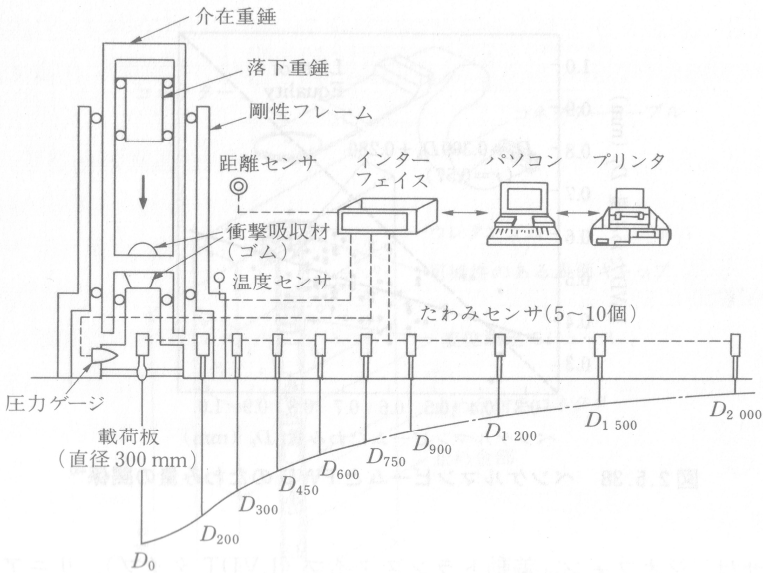 介在重錘
落下重錘
剛性フレーム
距離センサ
インター
フェイス
パソコン
プリンタ
衝撃吸収材
(ゴム)
温度センサ
たわみセンサ(5～10個)
圧力ゲージ
載荷板
(直径300 mm)
D0
D200
D300
D450
D600
D750
D900
D1 200
D1 500
D2 000